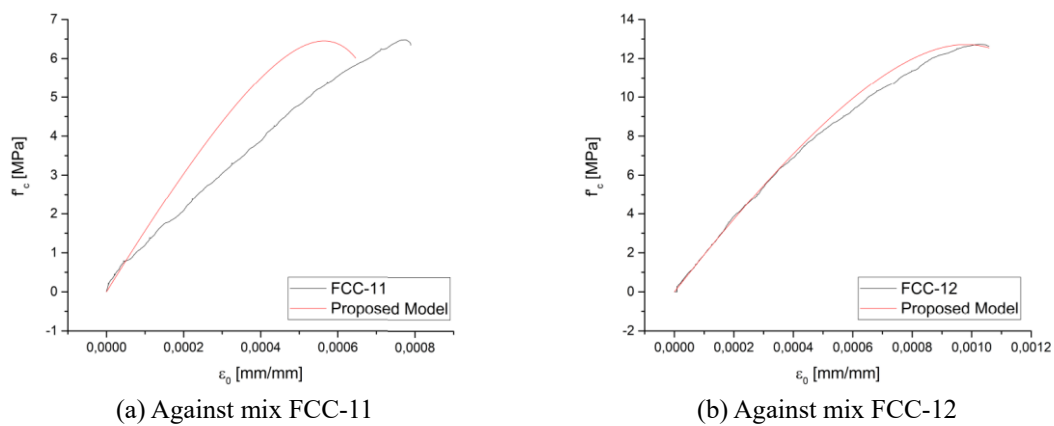 7
6
5
4
3
2
1
0
-1
f'c [MPa]
FCC-11
Proposed Model
0,0000 0,0002 0,0004 0,0006 0,0008
ε0 [mm/mm]
(a) Against mix FCC-11
14
12
10
8
6
4
2
0
-2
f'c [MPa]
FCC-12
Proposed Model
0,0000 0,0002 0,0004 0,0006 0,0008 0,0010 0,0012
ε0 [mm/mm]
(b) Against mix FCC-12